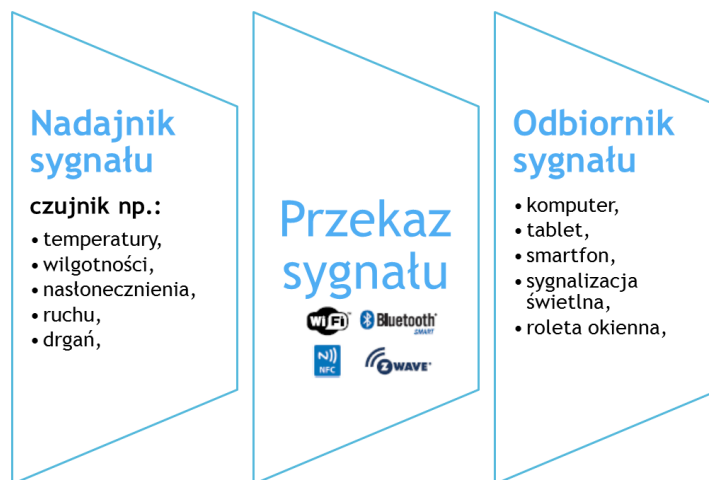 Nadajnik
sygnału
czujnik np.:
• temperatury,
• wilgotności,
• nasłonecznienia,
• ruchu,
• drgań,
Przekaz
sygnału
WiFi
Bluetooth
SMART
N
NFC
Z WAVE
Odbiornik
sygnału
• komputer,
• tablet,
• smartfon,
• sygnalizacja
świetlna,
• roleta okienna,